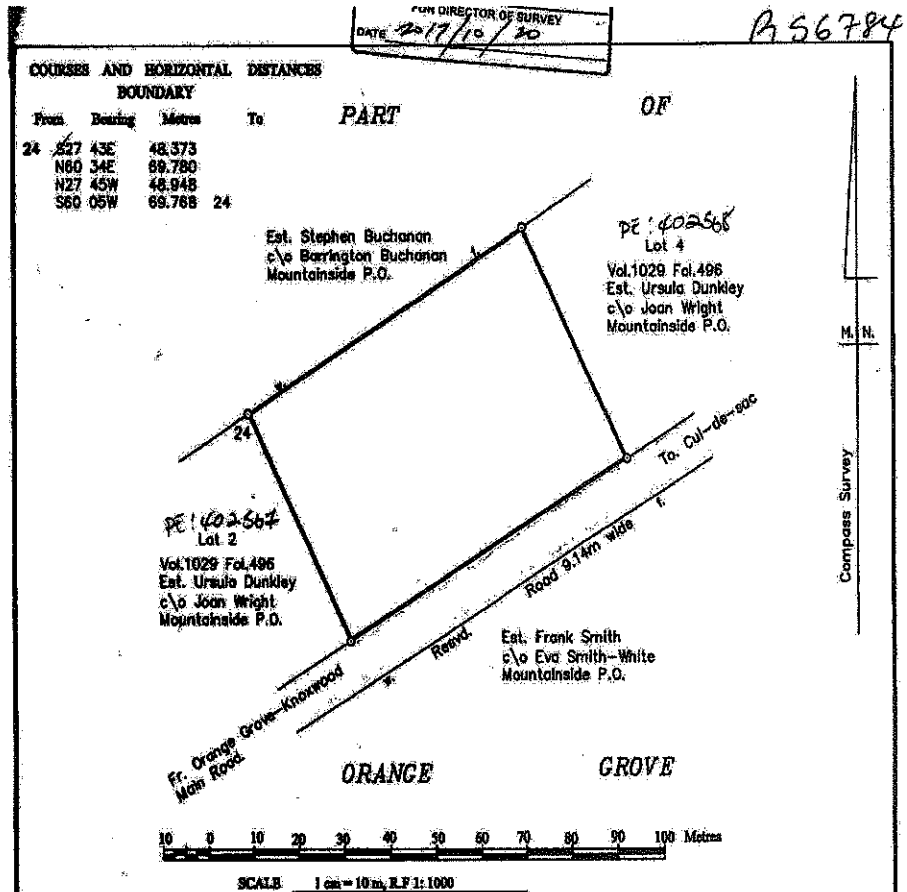 FOR DIRECTOR OF SURVEY
DATE 2017/10/20
RS6784
COURSES AND HORIZONTAL DISTANCES
BOUNDARY
From Bearing Metres To
24 S27 43E 48.373
N60 34E 69.780
N27 45W 48.948
S60 05W 69.768 24
PART OF
Est. Stephen Buchanan
c\o Barrington Buchanan
Mountainside P.O.
PE: 402568
Lot 4
Vol.1029 Fol.496
Est. Ursula Dunkley
c\o Joan Wright
Mountainside P.O.
M. N.
Compass Survey
24
To. Cul-de-sac
PE: 402567
Lot 2
Vol.1029 Fol.496
Est. Ursula Dunkley
c\o Joan Wright
Mountainside P.O.
Resvd. Road 9.14m wide
Est. Frank Smith
c\o Eva Smith-White
Mountainside P.O.
Fr. Orange Grove-Knoxwood
Main Road.
ORANGE GROVE
10 0 10 20 30 40 50 60 70 80 90 100 Metres
SCALE 1 cm = 10 m, R.F 1: 1000